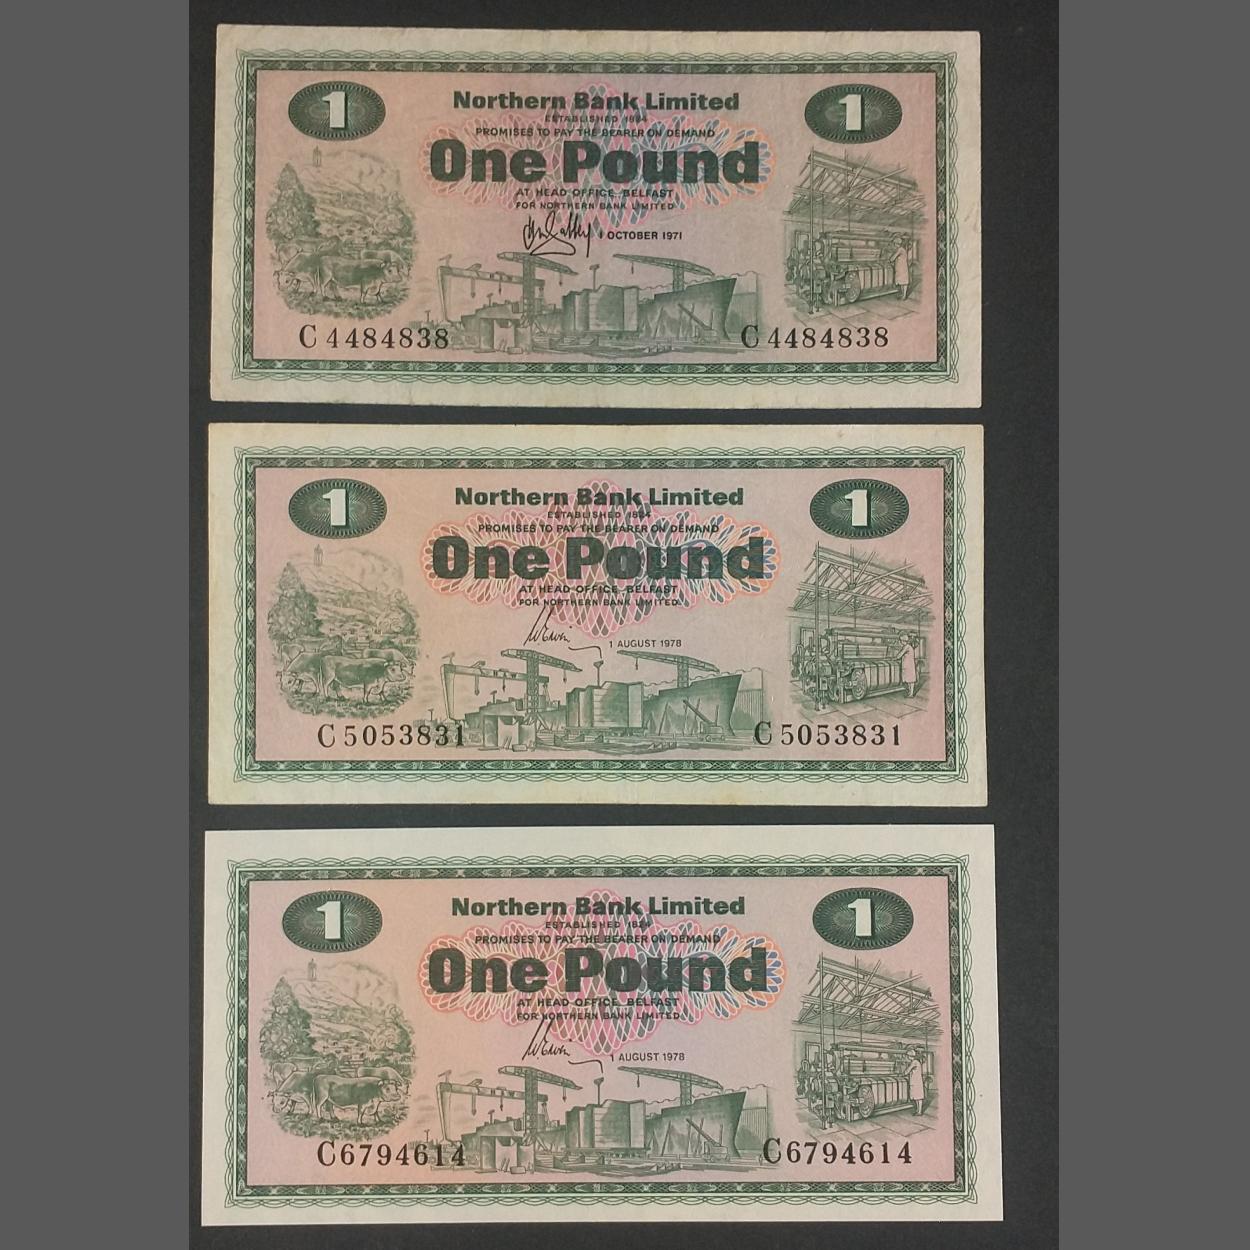 1 Northern Bank Limited 1
ESTABLISHED 1824
PROMISES TO PAY THE BEARER ON DEMAND
One Pound
AT HEAD OFFICE BELFAST
FOR NORTHERN BANK LIMITED
1 OCTOBER 1971
C 4484838 C 4484838
1 Northern Bank Limited 1
ESTABLISHED 1824
PROMISES TO PAY THE BEARER ON DEMAND
One Pound
AT HEAD OFFICE BELFAST
FOR NORTHERN BANK LIMITED
1 AUGUST 1978
C 5053831 C 5053831
1 Northern Bank Limited 1
ESTABLISHED 1824
PROMISES TO PAY THE BEARER ON DEMAND
One Pound
AT HEAD OFFICE BELFAST
FOR NORTHERN BANK LIMITED
1 AUGUST 1978
C6794614 C6794614